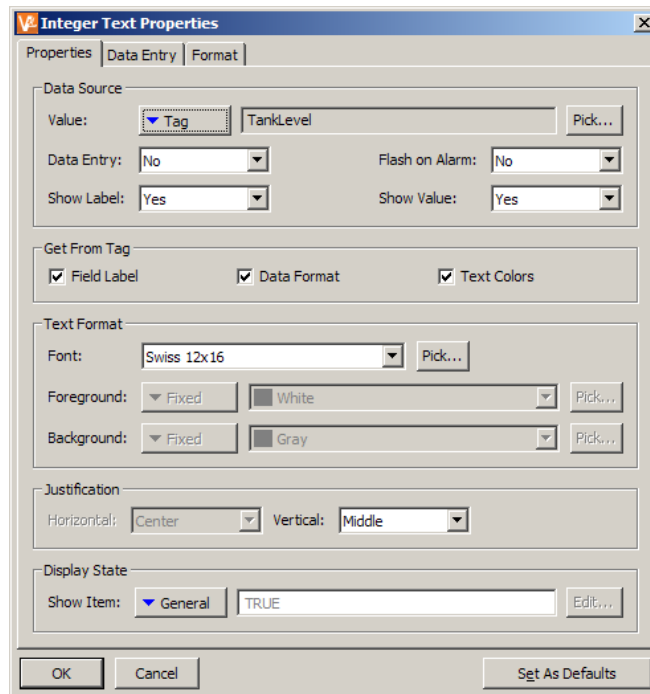 Integer Text Properties
Properties Data Entry Format
Data Source
Value: Tag TankLevel Pick...
Data Entry: No Flash on Alarm: No
Show Label: Yes Show Value: Yes
Get From Tag
Field Label Data Format Text Colors
Text Format
Font: Swiss 12x16 Pick...
Foreground: Fixed White Pick...
Background: Fixed Gray Pick...
Justification
Horizontal: Center Vertical: Middle
Display State
Show Item: General TRUE Edit...
OK Cancel Set As Defaults